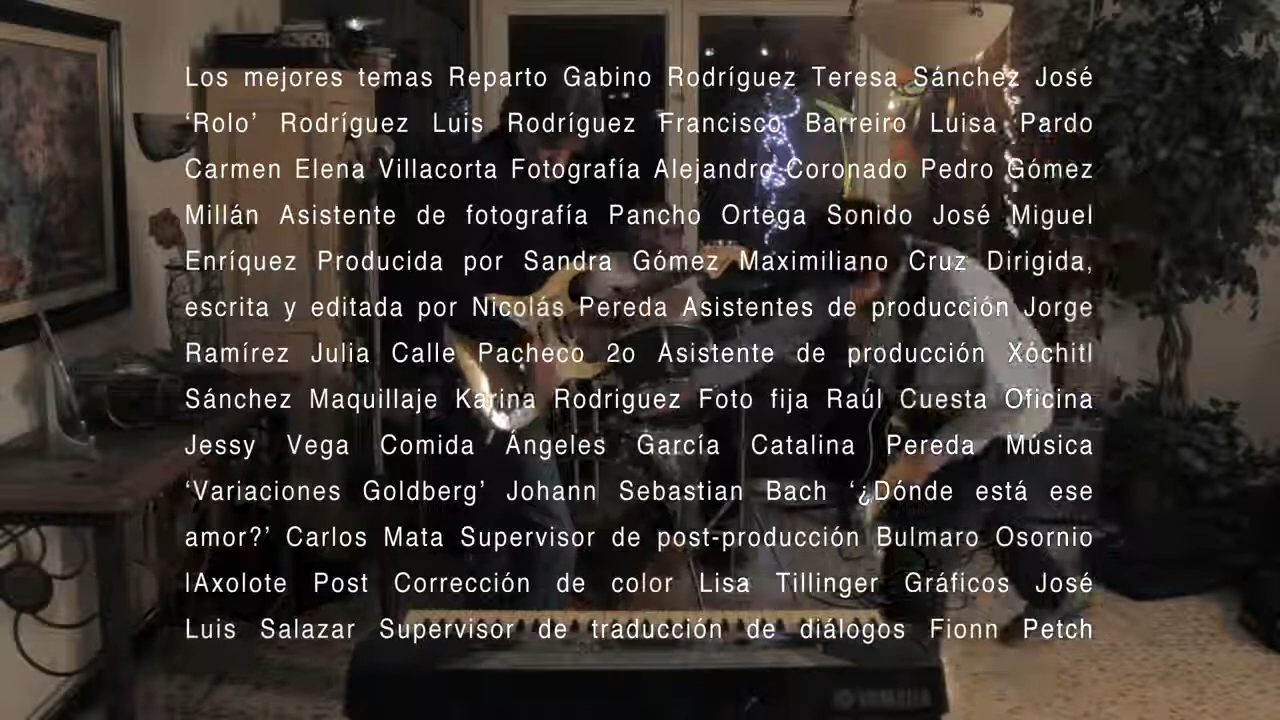 Los mejores temas Reparto Gabino Rodríguez Teresa Sánchez José
‘Rolo’ Rodríguez Luis Rodríguez Francisco Barreiro Luisa Pardo
Carmen Elena Villacorta Fotografía Alejandro Coronado Pedro Gómez
Millán Asistente de fotografía Pancho Ortega Sonido José Miguel
Enríquez Producida por Sandra Gómez Maximiliano Cruz Dirigida,
escrita y editada por Nicolás Pereda Asistentes de producción Jorge
Ramírez Julia Calle Pacheco 2o Asistente de producción Xóchitl
Sánchez Maquillaje Karina Rodriguez Foto fija Raúl Cuesta Oficina
Jessy Vega Comida Ángeles García Catalina Pereda Música
‘Variaciones Goldberg’ Johann Sebastian Bach ‘¿Dónde está ese
amor?’ Carlos Mata Supervisor de post-producción Bulmaro Osornio
lAxolote Post Corrección de color Lisa Tillinger Gráficos José
Luis Salazar Supervisor de traducción de diálogos Fionn Petch
YAMAHA